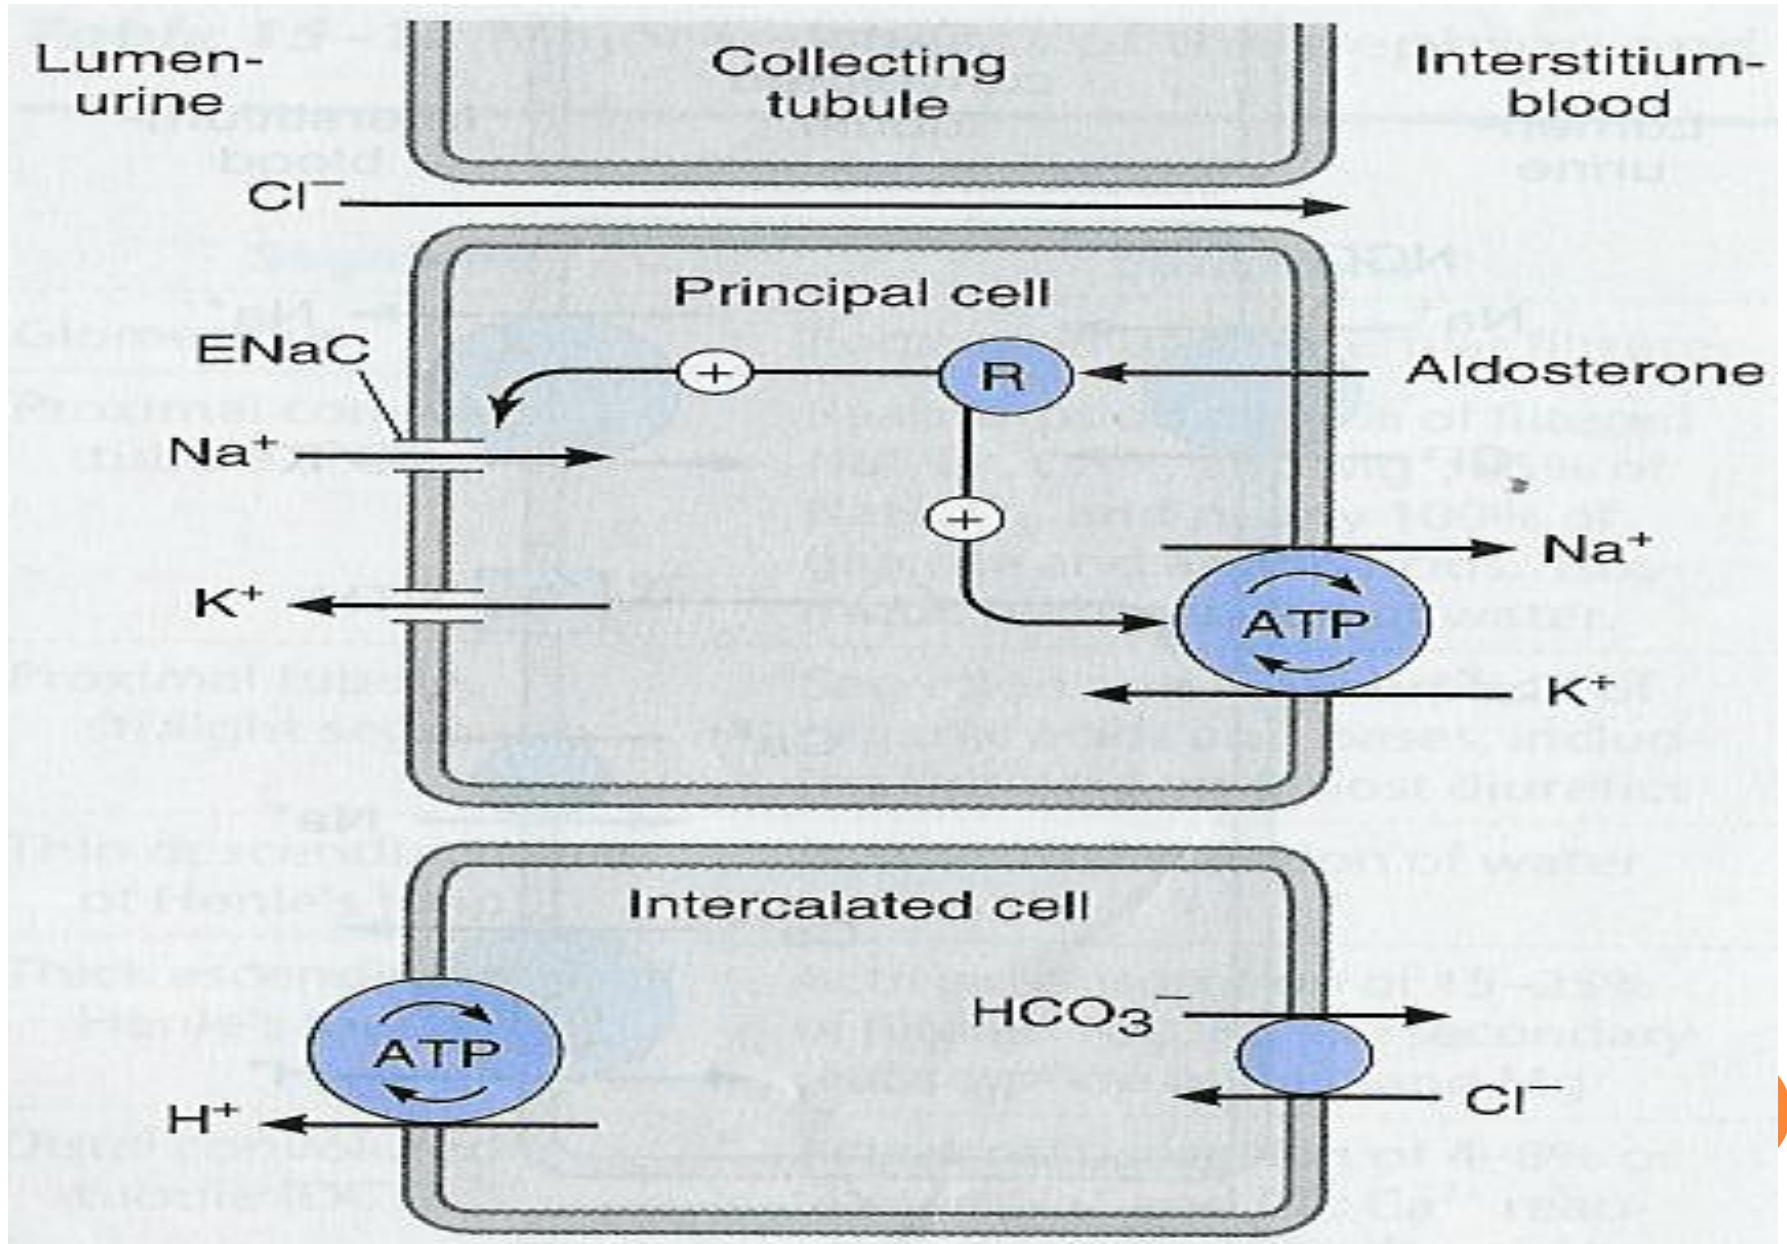 Lumen-
urine
Collecting
tubule
Interstitium-
blood
Cl⁻
Principal cell
ENaC
+
R
Aldosterone
Na⁺
+
Na⁺
K⁺
ATP
K⁺
Intercalated cell
HCO₃⁻
ATP
Cl⁻
H⁺